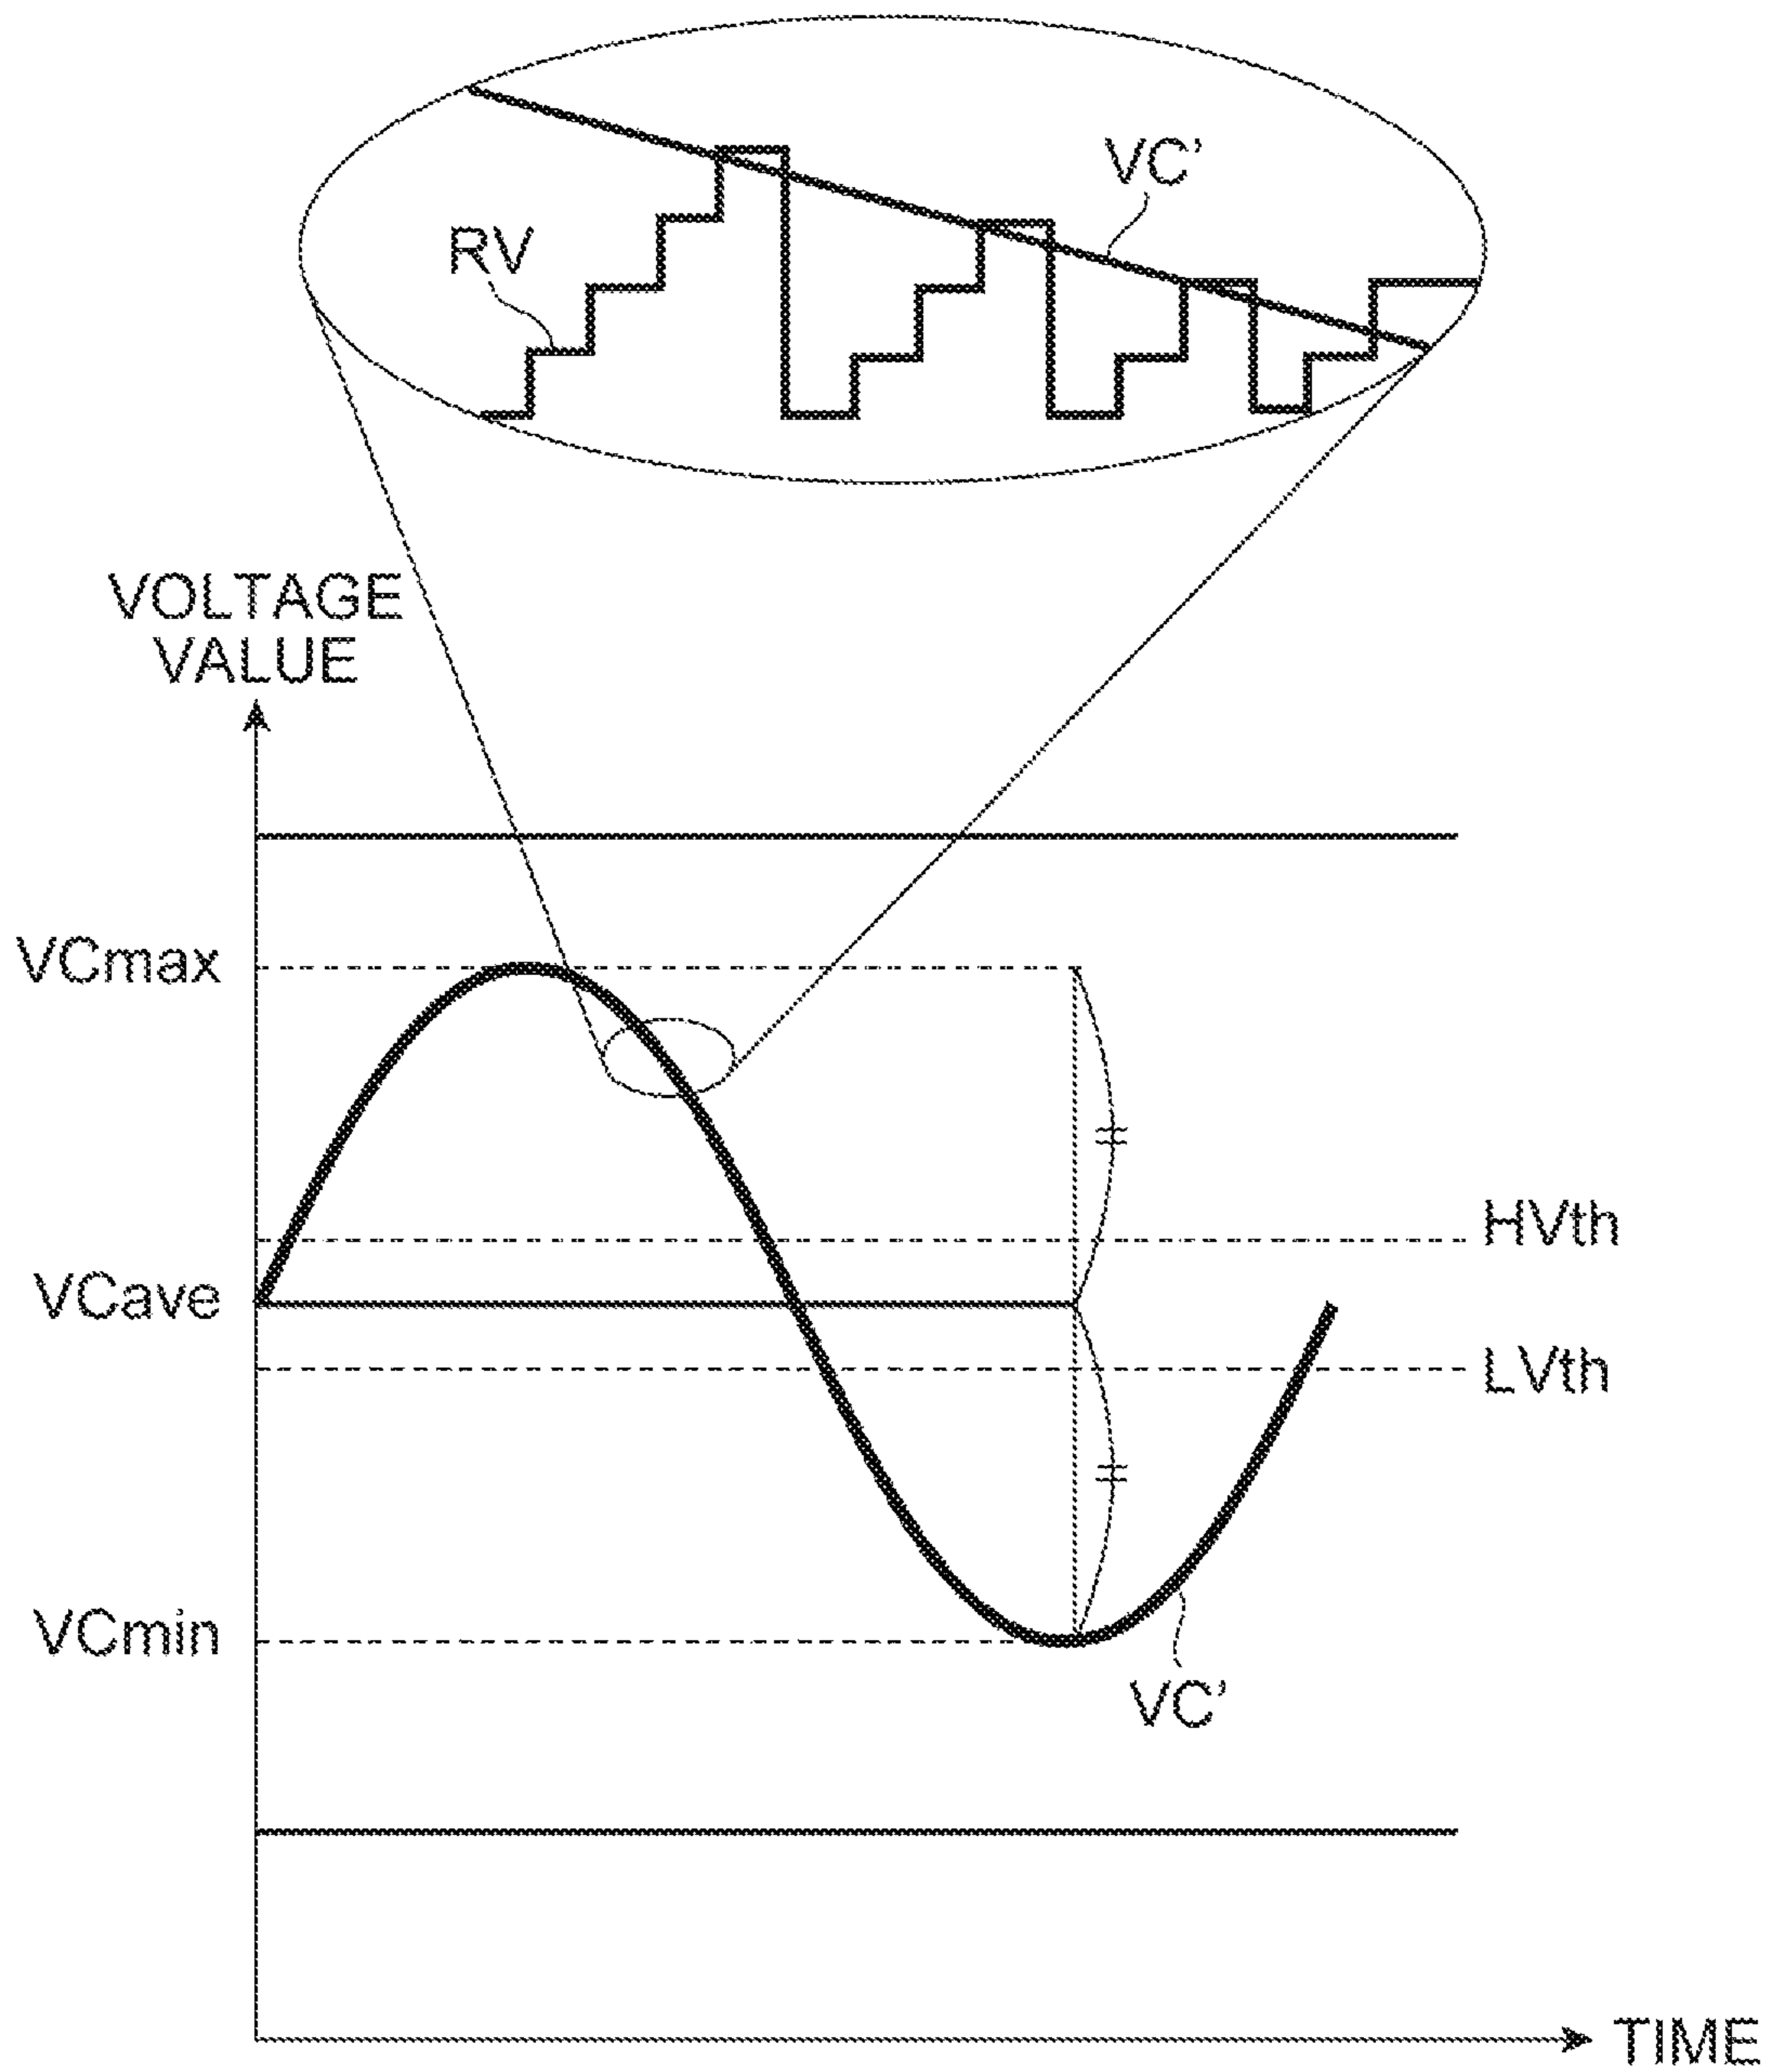 VC'
RV
VOLTAGE
VALUE
VCmax
HVth
VCave
LVth
VCmin
VC'
TIME